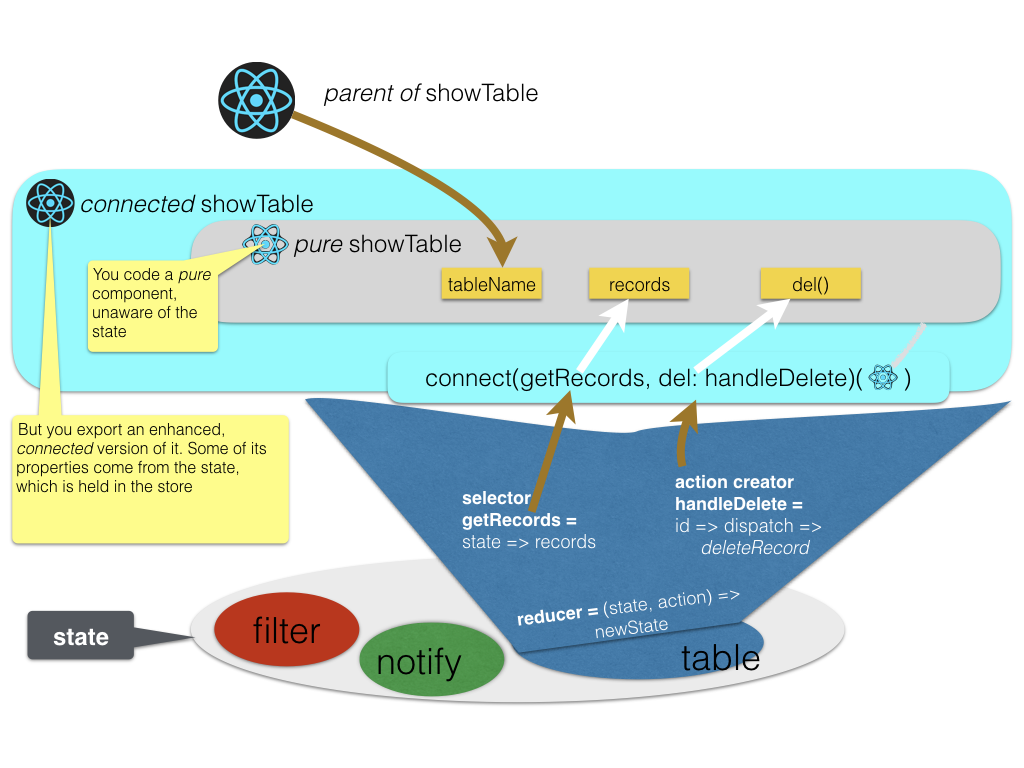 parent of showTable
connected showTable
pure showTable
You code a pure
component,
unaware of the
state
tableName
records
del()
connect(getRecords, del: handleDelete)( )
But you export an enhanced,
connected version of it. Some of its
properties come from the state,
which is held in the store
selector
getRecords =
state => records
action creator
handleDelete =
id => dispatch =>
deleteRecord
reducer = (state, action) =>
newState
state
filter
notify
table